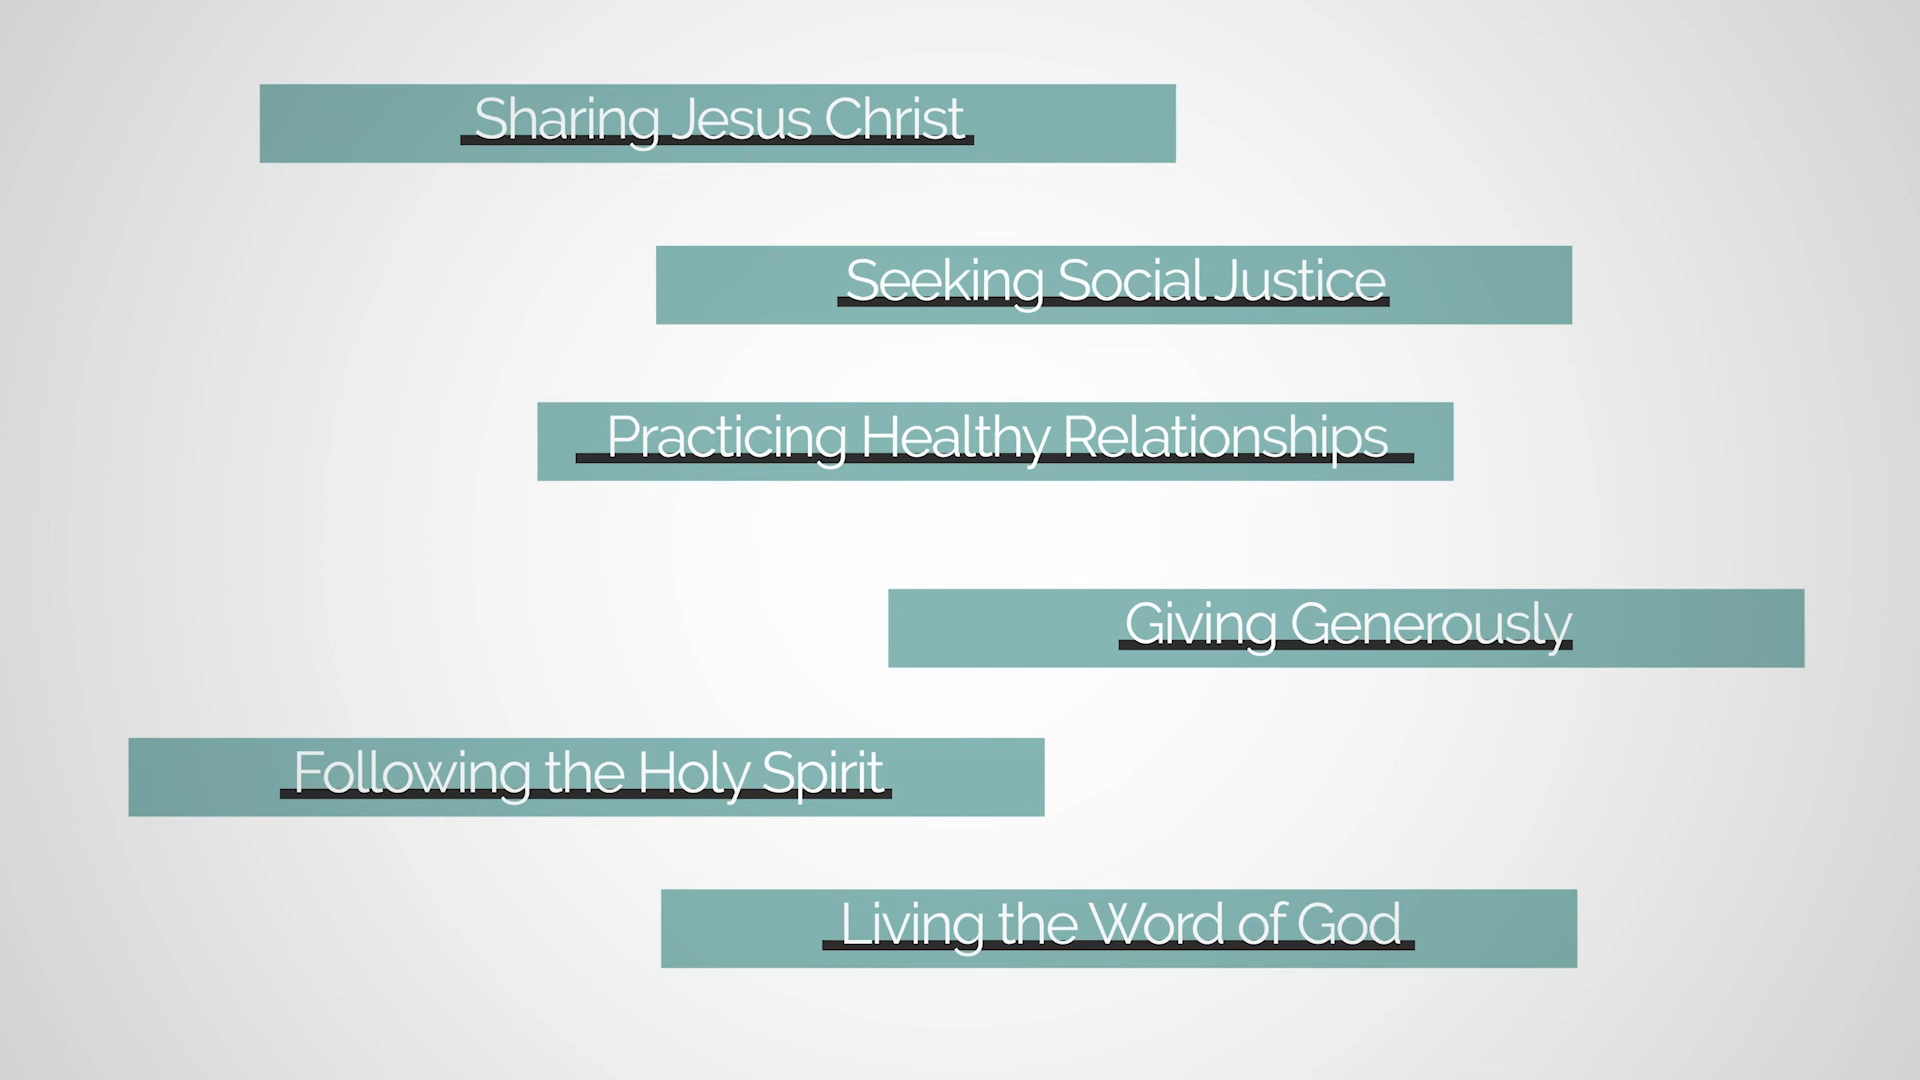 Sharing Jesus Christ
Seeking Social Justice
Practicing Healthy Relationships
Giving Generously
Following the Holy Spirit
Living the Word of God